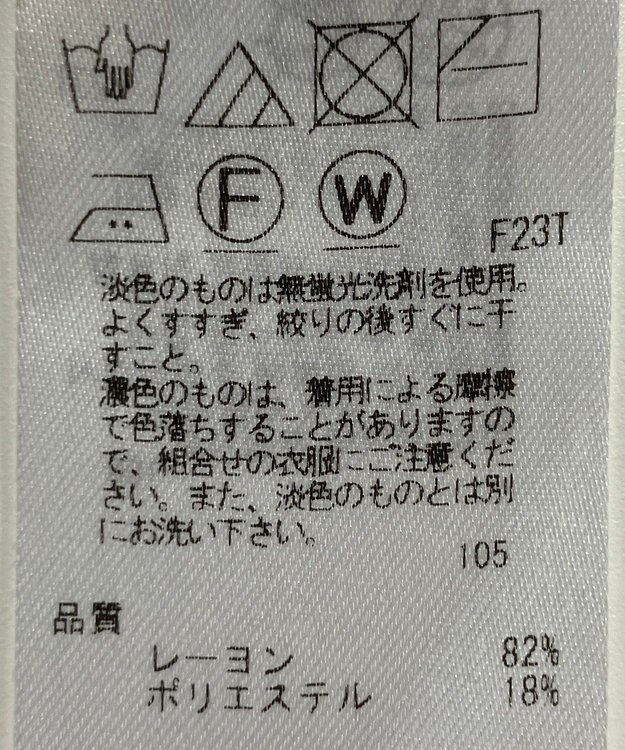 F
W
F23T
淡色のものは無蛍光洗剤を使用。
よくすすぎ、絞りの後すぐに干
すこと。
濃色のものは、着用による摩擦
で色落ちすることがありますの
で、組合せの衣服にご注意くだ
さい。また、淡色のものとは別
にお洗い下さい。
105
品質
レーヨン 82%
ポリエステル 18%